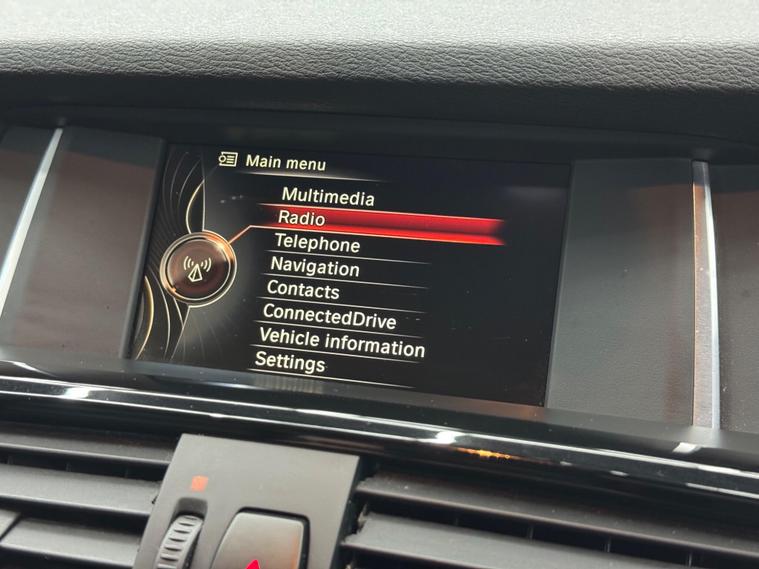 Main menu
Multimedia
Radio
Telephone
Navigation
Contacts
ConnectedDrive
Vehicle information
Settings